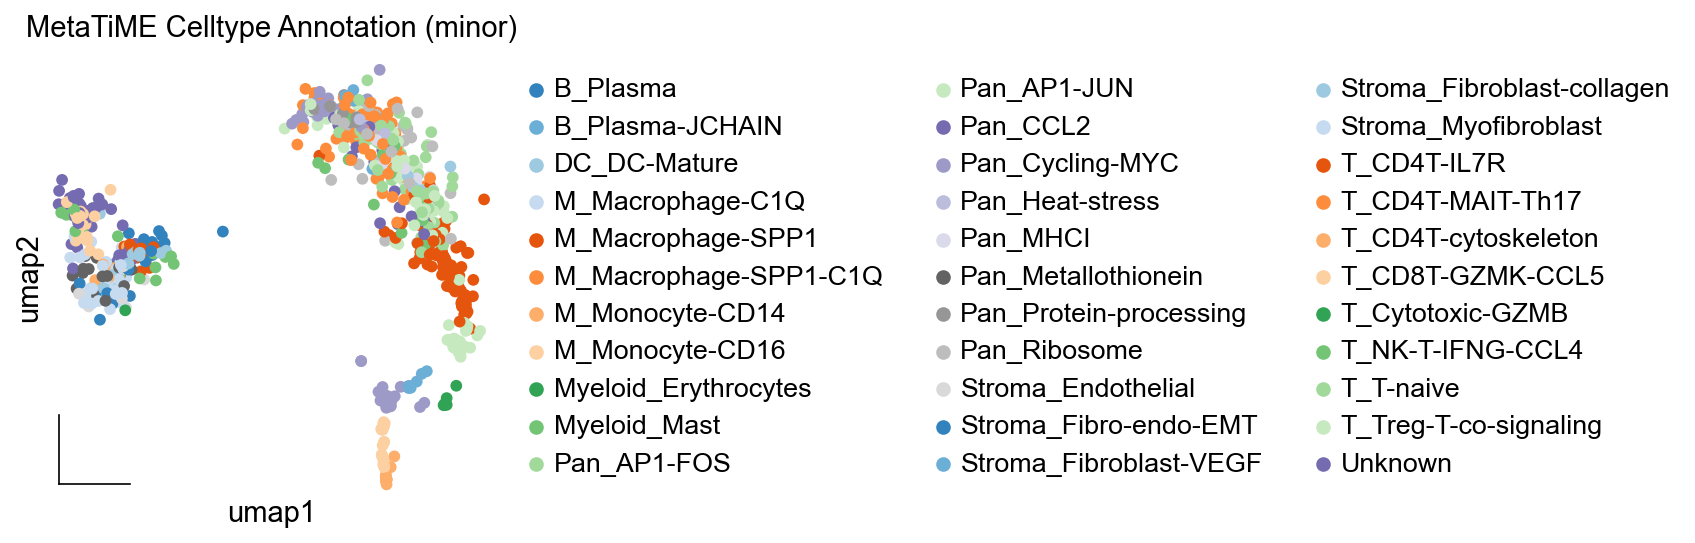 MetaTiME Celltype Annotation (minor)
B_Plasma
B_Plasma-JCHAIN
DC_DC-Mature
M_Macrophage-C1Q
M_Macrophage-SPP1
M_Macrophage-SPP1-C1Q
M_Monocyte-CD14
M_Monocyte-CD16
Myeloid_Erythrocytes
Myeloid_Mast
Pan_AP1-FOS
Pan_AP1-JUN
Pan_CCL2
Pan_Cycling-MYC
Pan_Heat-stress
Pan_MHCI
Pan_Metallothionein
Pan_Protein-processing
Pan_Ribosome
Stroma_Endothelial
Stroma_Fibro-endo-EMT
Stroma_Fibroblast-VEGF
Stroma_Fibroblast-collagen
Stroma_Myofibroblast
T_CD4T-IL7R
T_CD4T-MAIT-Th17
T_CD4T-cytoskeleton
T_CD8T-GZMK-CCL5
T_Cytotoxic-GZMB
T_NK-T-IFNG-CCL4
T_T-naive
T_Treg-T-co-signaling
Unknown
umap2
umap1